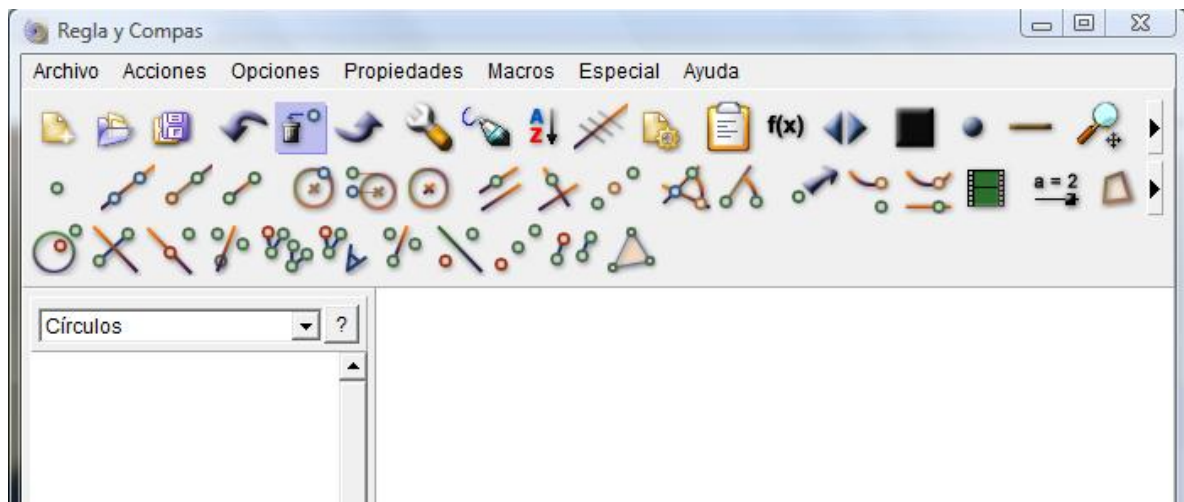 Regla y Compas
Archivo Acciones Opciones Propiedades Macros Especial Ayuda
A Z f(x)
a = 2
Círculos ?